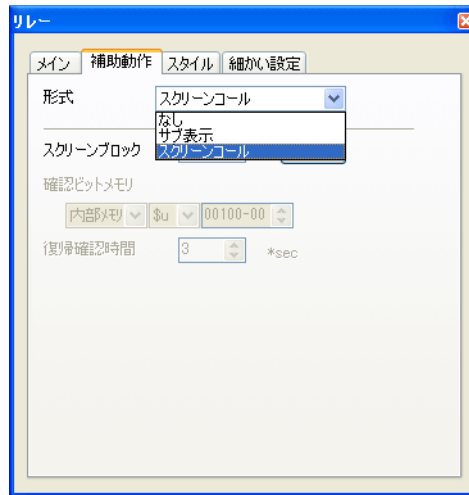 リレー
メイン 補助動作 スタイル 細かい設定
形式 スクリーンコール
なし
サブ表示
スクリーンブロック スクリーンコール
確認ビットメモリ
内部メモリ $u 00100-00
復帰確認時間 3 *sec